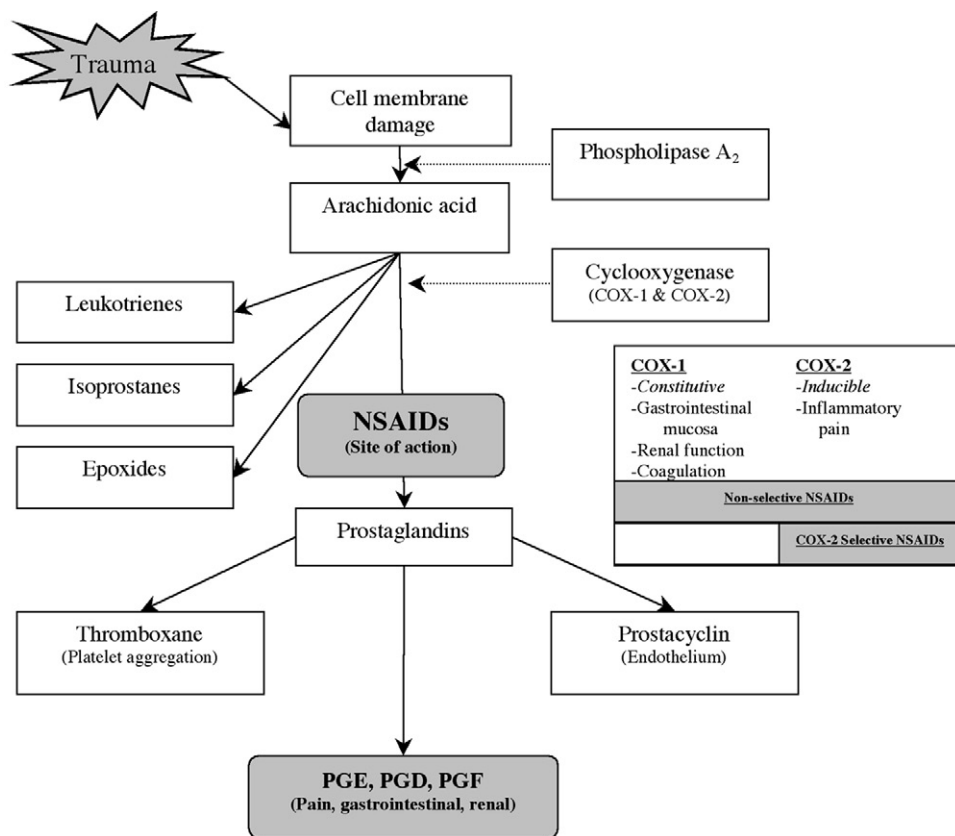 Trauma
Cell membrane
damage
Phospholipase A₂
Arachidonic acid
Cyclooxygenase
(COX-1 & COX-2)
Leukotrienes
Isoprostanes
Epoxides
NSAIDs
(Site of action)
COX-1
-Constitutive
-Gastrointestinal
mucosa
-Renal function
-Coagulation
COX-2
-Inducible
-Inflammatory
pain
Non-selective NSAIDs
COX-2 Selective NSAIDs
Prostaglandins
Thromboxane
(Platelet aggregation)
Prostacyclin
(Endothelium)
PGE, PGD, PGF
(Pain, gastrointestinal, renal)